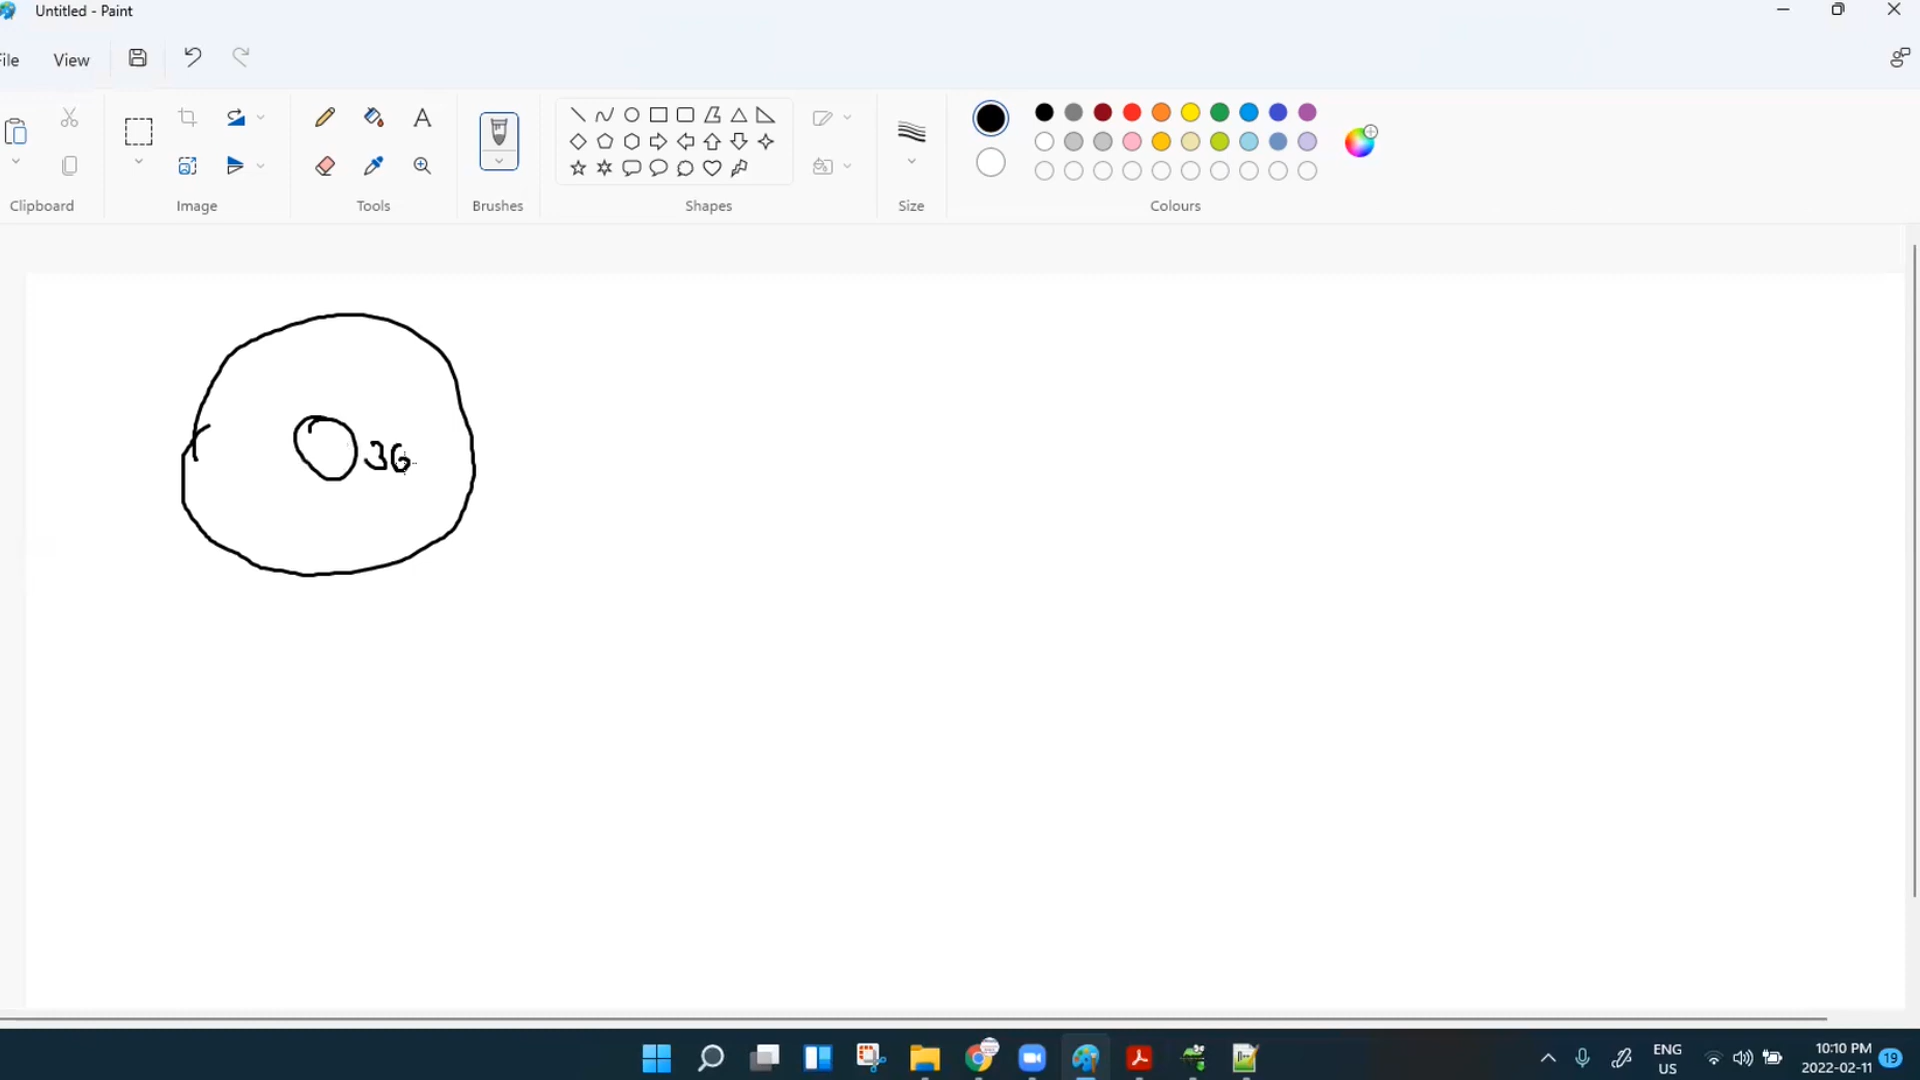 Untitled - Paint
File
View
Clipboard
Image
Tools
Brushes
Shapes
Size
Colours
36
ENG
US
10:10 PM
2022-02-11
19